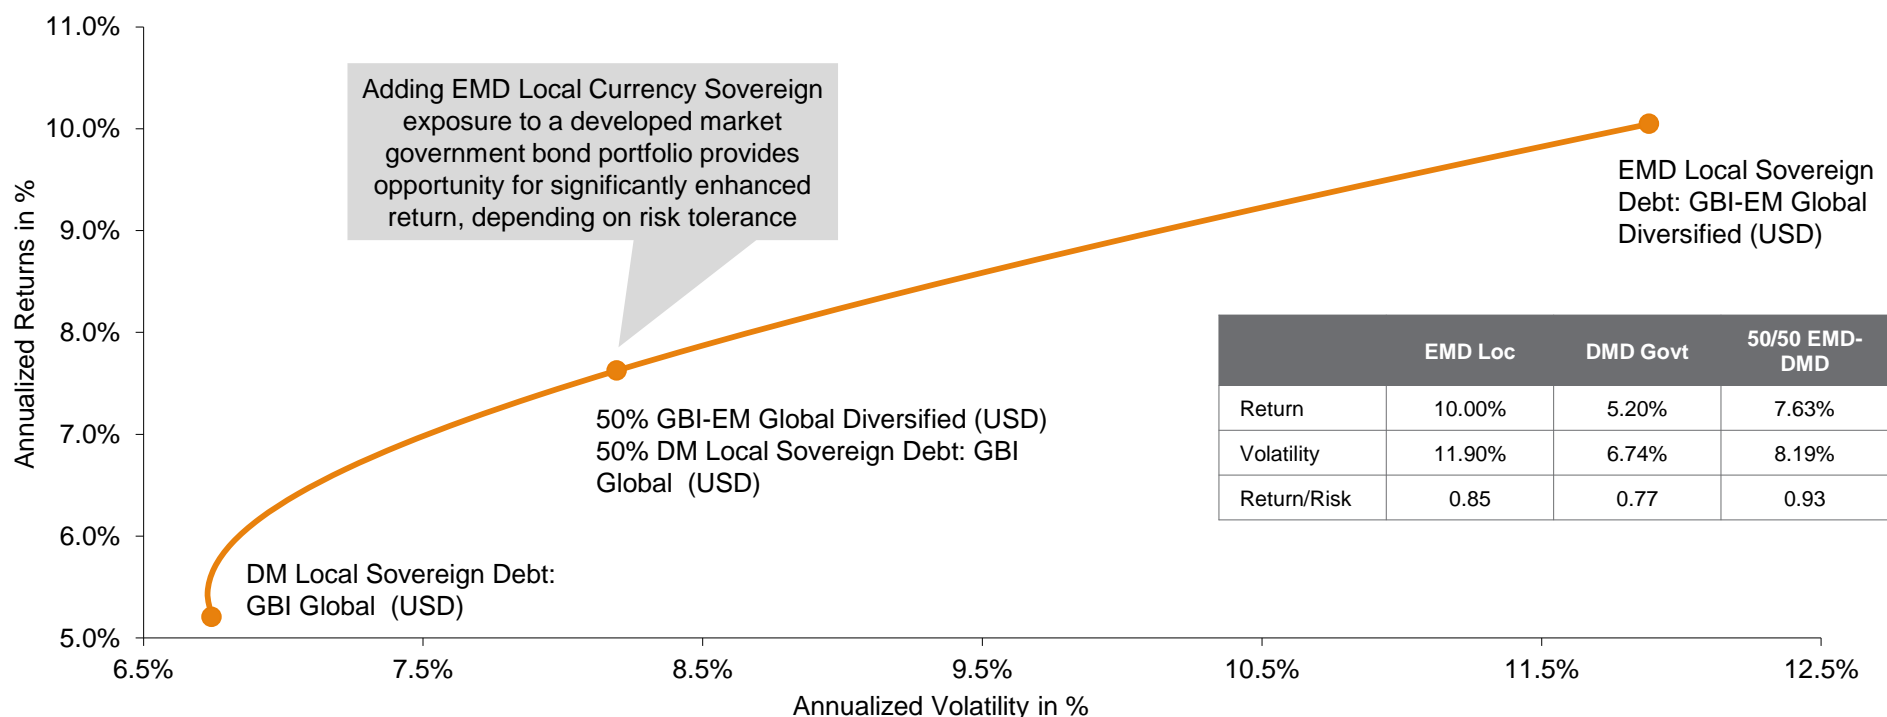 11.0%
10.0%
9.0%
8.0%
7.0%
6.0%
5.0%
Annualized Returns in %
Adding EMD Local Currency Sovereign
exposure to a developed market
government bond portfolio provides
opportunity for significantly enhanced
return, depending on risk tolerance
EMD Local Sovereign
Debt: GBI-EM Global
Diversified (USD)
50% GBI-EM Global Diversified (USD)
50% DM Local Sovereign Debt: GBI
Global (USD)
DM Local Sovereign Debt:
GBI Global (USD)
EMD Loc DMD Govt 50/50 EMD-
DMD
Return 10.00% 5.20% 7.63%
Volatility 11.90% 6.74% 8.19%
Return/Risk 0.85 0.77 0.93
6.5% 7.5% 8.5% 9.5% 10.5% 11.5% 12.5%
Annualized Volatility in %